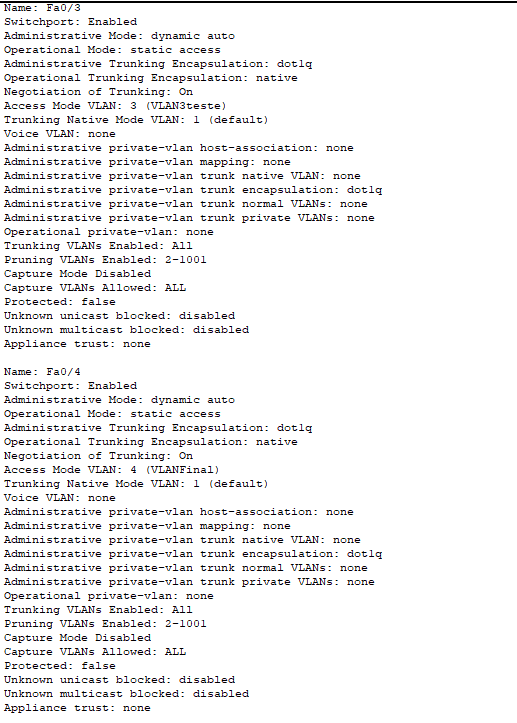 Name: Fa0/3
Switchport: Enabled
Administrative Mode: dynamic auto
Operational Mode: static access
Administrative Trunking Encapsulation: dot1q
Operational Trunking Encapsulation: native
Negotiation of Trunking: On
Access Mode VLAN: 3 (VLAN3teste)
Trunking Native Mode VLAN: 1 (default)
Voice VLAN: none
Administrative private-vlan host-association: none
Administrative private-vlan mapping: none
Administrative private-vlan trunk native VLAN: none
Administrative private-vlan trunk encapsulation: dot1q
Administrative private-vlan trunk normal VLANs: none
Administrative private-vlan trunk private VLANs: none
Operational private-vlan: none
Trunking VLANs Enabled: All
Pruning VLANs Enabled: 2-1001
Capture Mode Disabled
Capture VLANs Allowed: ALL
Protected: false
Unknown unicast blocked: disabled
Unknown multicast blocked: disabled
Appliance trust: none
Name: Fa0/4
Switchport: Enabled
Administrative Mode: dynamic auto
Operational Mode: static access
Administrative Trunking Encapsulation: dot1q
Operational Trunking Encapsulation: native
Negotiation of Trunking: On
Access Mode VLAN: 4 (VLANFinal)
Trunking Native Mode VLAN: 1 (default)
Voice VLAN: none
Administrative private-vlan host-association: none
Administrative private-vlan mapping: none
Administrative private-vlan trunk native VLAN: none
Administrative private-vlan trunk encapsulation: dot1q
Administrative private-vlan trunk normal VLANs: none
Administrative private-vlan trunk private VLANs: none
Operational private-vlan: none
Trunking VLANs Enabled: All
Pruning VLANs Enabled: 2-1001
Capture Mode Disabled
Capture VLANs Allowed: ALL
Protected: false
Unknown unicast blocked: disabled
Unknown multicast blocked: disabled
Appliance trust: none